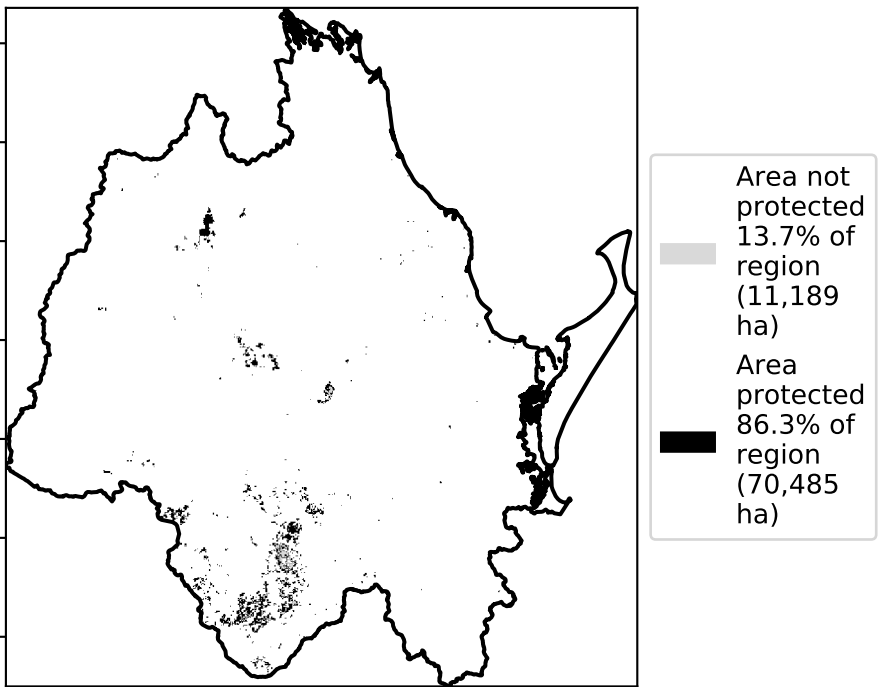 Area not
protected
13.7% of
region
(11,189
ha)
Area
protected
86.3% of
region
(70,485
ha)